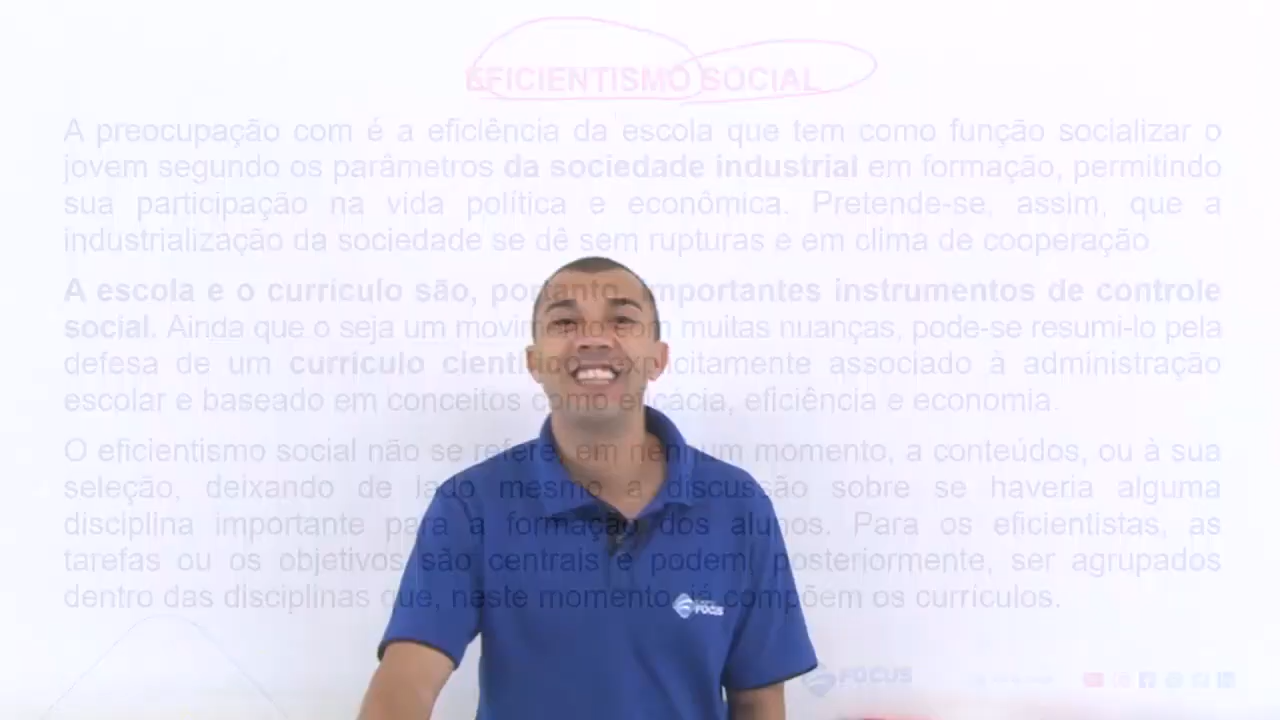 EFICIENTISMO SOCIAL
A preocupação com é a eficiência da escola que tem como função socializar o
jovem segundo os parâmetros da sociedade industrial em formação, permitindo
sua participação na vida política e econômica. Pretende-se, assim, que a
industrialização da sociedade se dê sem rupturas e em clima de cooperação
A escola e o currículo são, portanto, importantes instrumentos de controle
social. Ainda que o seja um movimento com muitas nuanças, pode-se resumi-lo pela
defesa de um currículo científico, explicitamente associado à administração
escolar e baseado em conceitos como eficácia, eficiência e economia.
O eficientismo social não se refere em nenhum momento, a conteúdos, ou à sua
seleção, deixando de lado mesmo a discussão sobre se haveria alguma
disciplina importante para a formação dos alunos. Para os eficientistas, as
tarefas ou os objetivos são centrais e podem, posteriormente, ser agrupados
dentro das disciplinas que, neste momento, já compõem os currículos.
FOCUS
FOCUS